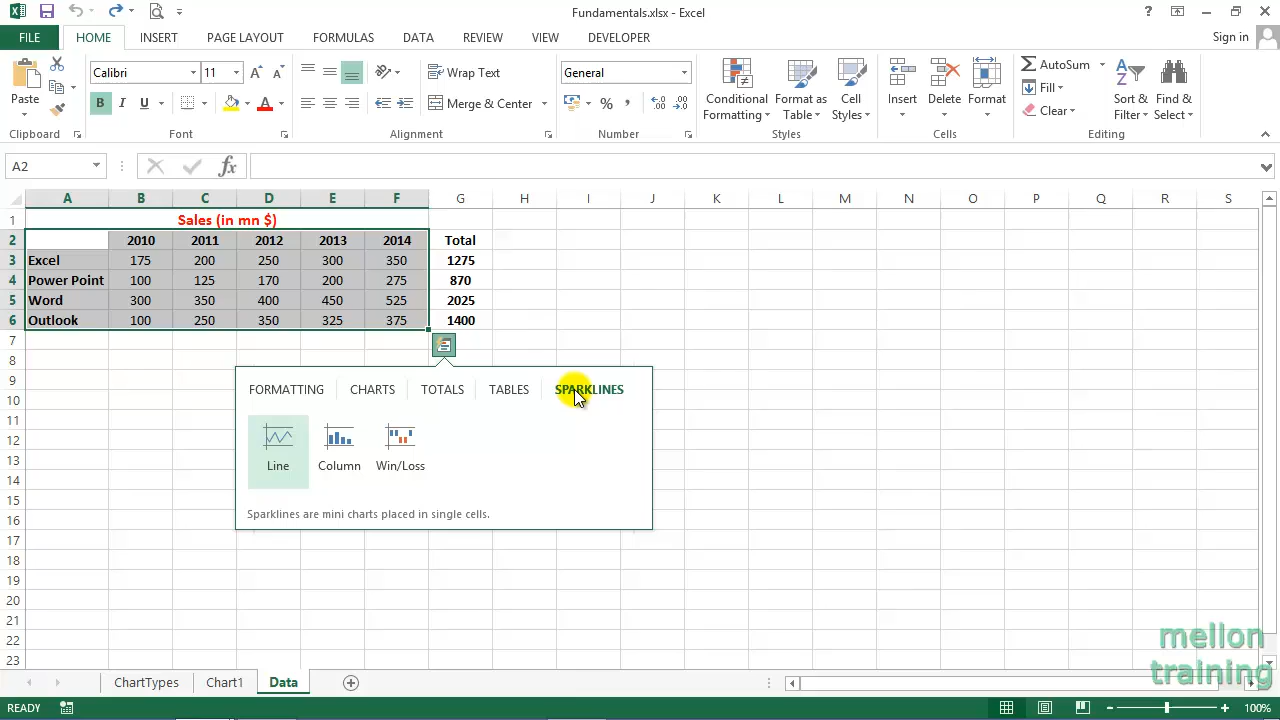 Fundamentals.xlsx - Excel
?
FILE HOME INSERT PAGE LAYOUT FORMULAS DATA REVIEW VIEW DEVELOPER Sign in
Calibri 11 Wrap Text General AutoSum
Paste Conditional Formatting Format as Table Cell Styles Insert Delete Format Fill Sort & Filter Find & Select
B I U A Merge & Center % , Clear
Clipboard Font Alignment Number Styles Cells Editing
A2 fx
A B C D E F G H I J K L M N O P Q R S
1 Sales (in mn $)
2 2010 2011 2012 2013 2014 Total
3 Excel 175 200 250 300 350 1275
4 Power Point 100 125 170 200 275 870
5 Word 300 350 400 450 525 2025
6 Outlook 100 250 350 325 375 1400
7
8
9 FORMATTING CHARTS TOTALS TABLES SPARKLINES
10
11
12
13 Line Column Win/Loss
14
15
16 Sparklines are mini charts placed in single cells.
17
18
19
20
21
22
23
mellon
training
ChartTypes Chart1 Data
READY 100%